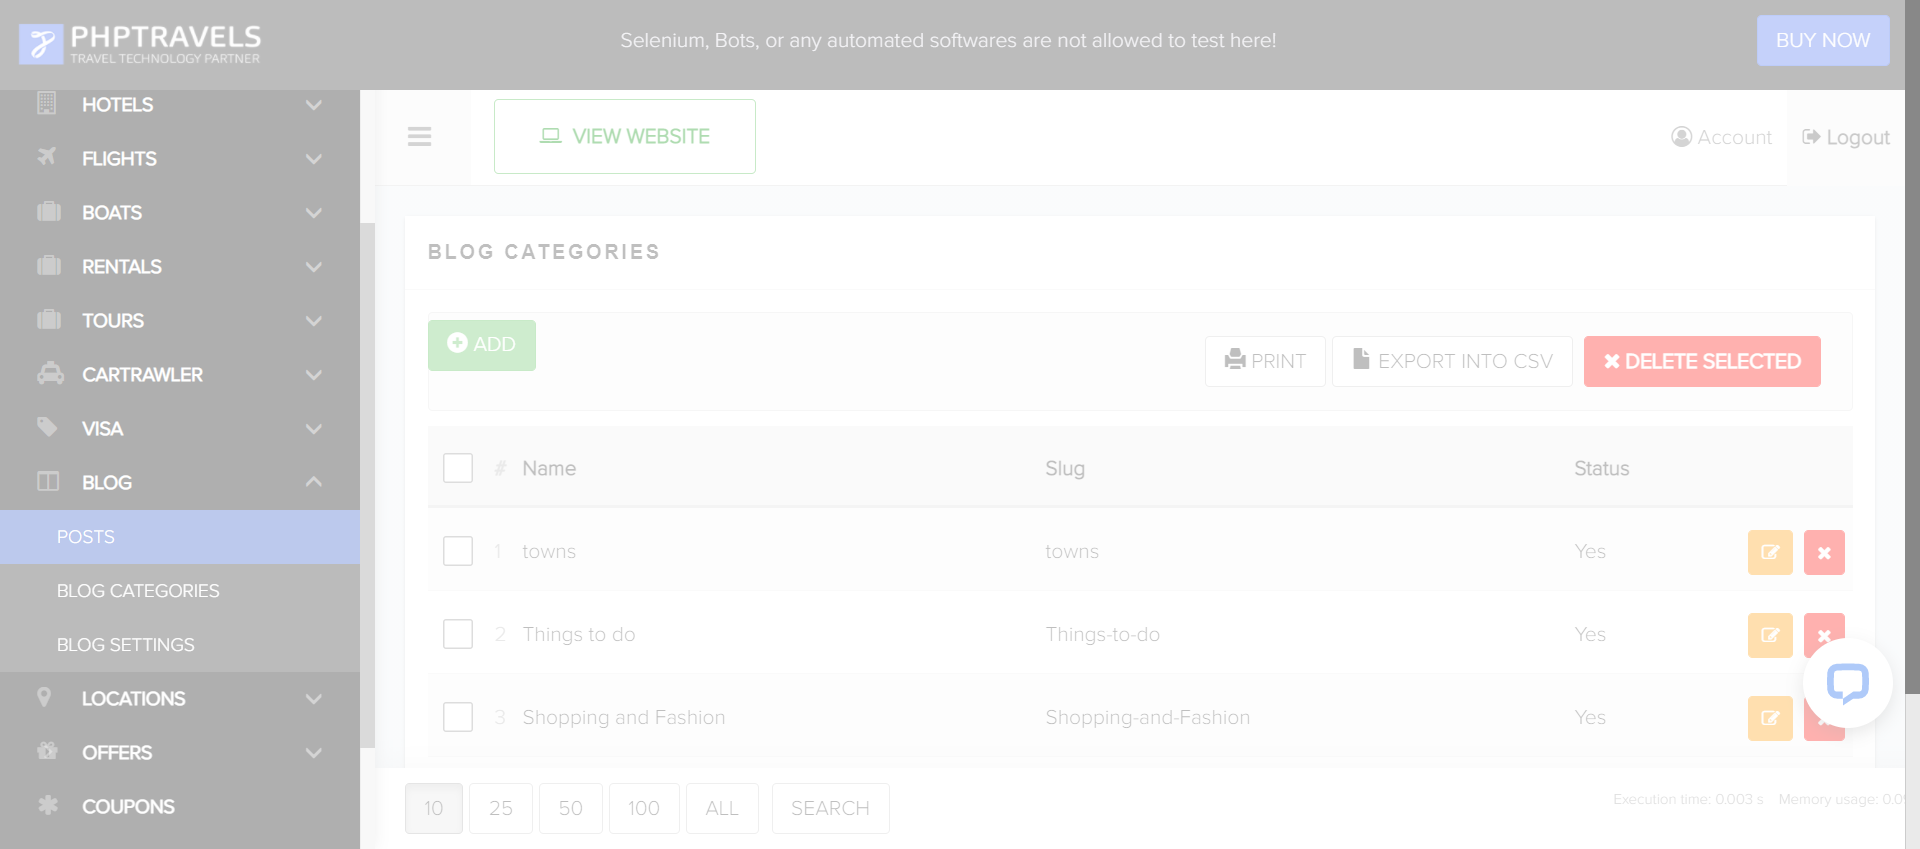 PHPTRAVELS
TRAVEL TECHNOLOGY PARTNER
Selenium, Bots, or any automated softwares are not allowed to test here!
BUY NOW
HOTELS
FLIGHTS
BOATS
RENTALS
TOURS
CARTRAWLER
VISA
BLOG
POSTS
BLOG CATEGORIES
BLOG SETTINGS
LOCATIONS
OFFERS
COUPONS
VIEW WEBSITE
Account
Logout
BLOG CATEGORIES
ADD
PRINT
EXPORT INTO CSV
DELETE SELECTED
# Name Slug Status
1 towns towns Yes
2 Things to do Things-to-do Yes
3 Shopping and Fashion Shopping-and-Fashion Yes
10 25 50 100 ALL SEARCH
Execution time: 0.003 s Memory usage: